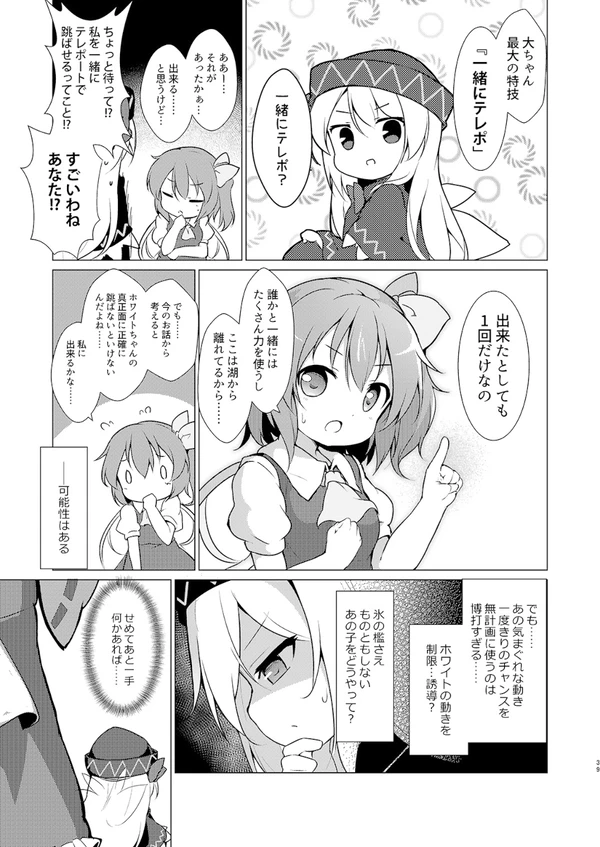 大ちゃん
最大の特技
『一緒にテレポ』
一緒にテレポ？
ああ！
それが
あったかぁ…
出来る……
と思うけど…
ちょっと待って!?
私を一緒に
テレポートで
跳ばせるってこと!?
すごいわね
あなた!?
出来たとしても
１回だけなの
誰かと一緒には
たくさん力を使うし
ここは湖から
離れてるから……
でも……
今のお話から
考えると
ホワイトちゃんの
真正面に正確に
跳ばないといけない
んだよね……
私に
出来るかな…
――可能性はある
でも……
あの気まぐれな動き
一度きりのチャンスを
無計画に使うのは
博打すぎる……
ホワイトの動きを
制限…誘導？
氷の檻さえ
ものともしない
あの子をどうやって？
せめてあと一手
何かあれば……
39